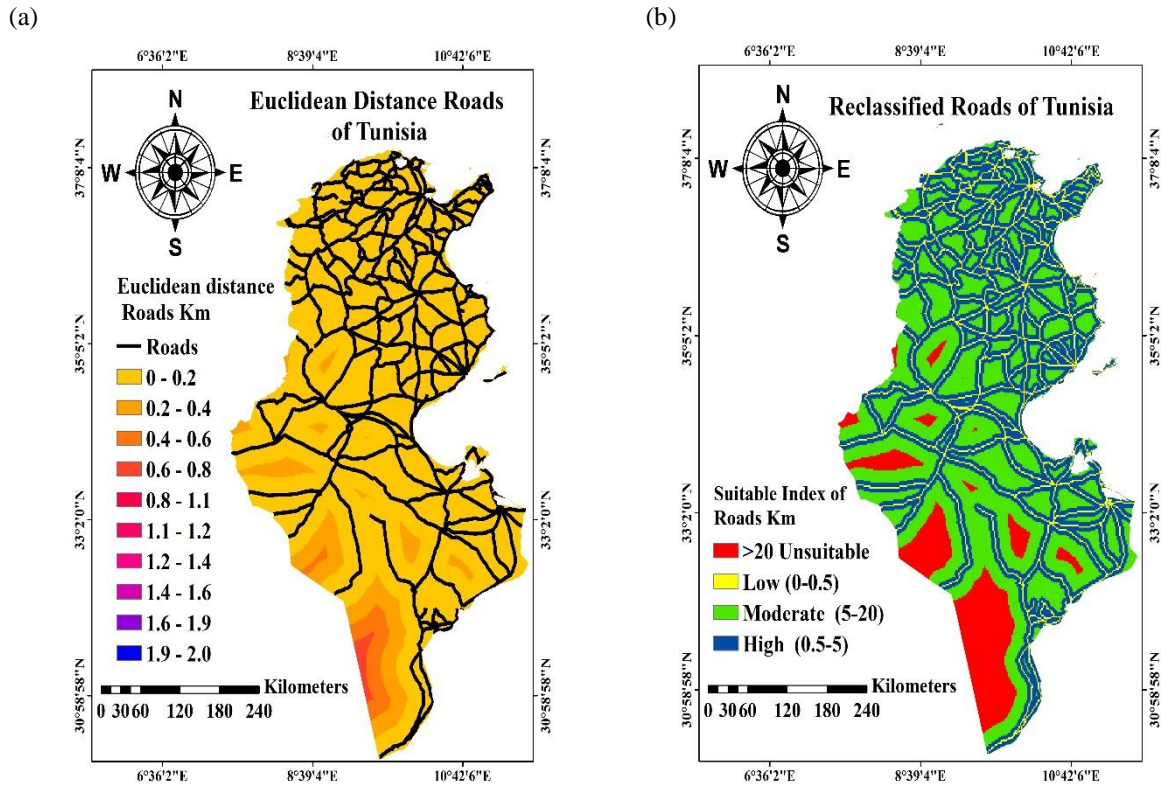 (a)
6°36'2"E 8°39'4"E 10°42'6"E
Euclidean Distance Roads
of Tunisia
N
W E
S
37°8'4"N
35°5'2"N
33°2'0"N
30°58'58"N
Euclidean distance
Roads Km
Roads
0 - 0.2
0.2 - 0.4
0.4 - 0.6
0.6 - 0.8
0.8 - 1.1
1.1 - 1.2
1.2 - 1.4
1.4 - 1.6
1.6 - 1.9
1.9 - 2.0
Kilometers
0 30 60 120 180 240
37°8'4"N
35°5'2"N
33°2'0"N
30°58'58"N
6°36'2"E 8°39'4"E 10°42'6"E
(b)
6°36'2"E 8°39'4"E 10°42'6"E
Reclassified Roads of Tunisia
N
W E
S
37°8'4"N
35°5'2"N
33°2'0"N
30°58'58"N
Suitable Index of
Roads Km
>20 Unsuitable
Low (0-0.5)
Moderate (5-20)
High (0.5-5)
Kilometers
0 30 60 120 180 240
37°8'4"N
35°5'2"N
33°2'0"N
30°58'58"N
6°36'2"E 8°39'4"E 10°42'6"E